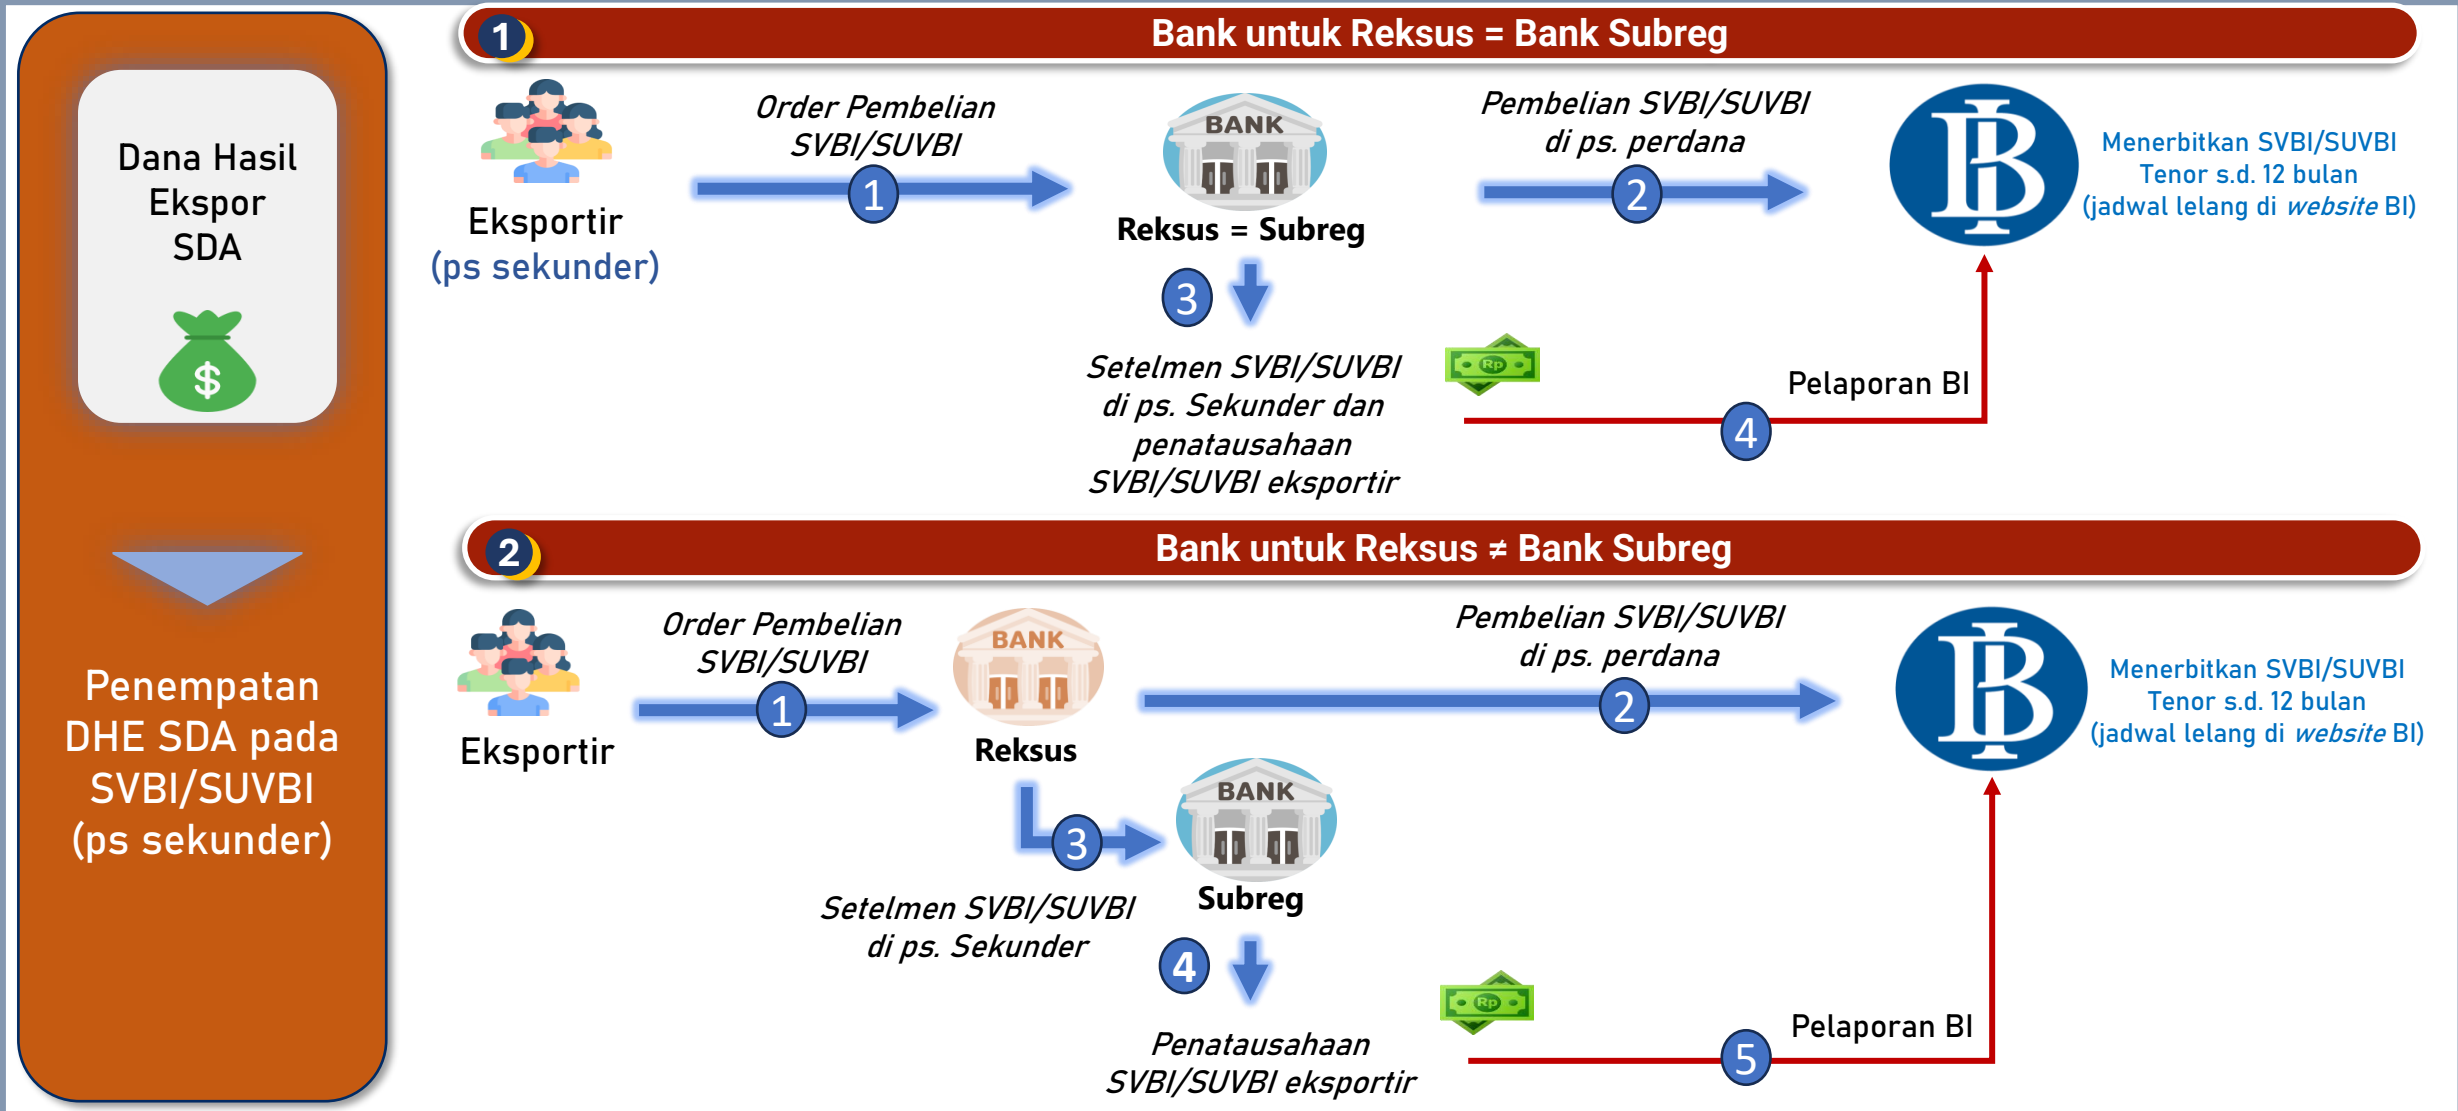 Dana Hasil
Ekspor
SDA
$
Penempatan
DHE SDA pada
SVBI/SUVBI
(ps sekunder)
1
Bank untuk Reksus = Bank Subreg
Eksportir
(ps sekunder)
Order Pembelian
SVBI/SUVBI
1
BANK
Reksus = Subreg
Pembelian SVBI/SUVBI
di ps. perdana
2
BI
Menerbitkan SVBI/SUVBI
Tenor s.d. 12 bulan
(jadwal lelang di website BI)
3
Setelmen SVBI/SUVBI
di ps. Sekunder dan
penatausahaan
SVBI/SUVBI eksportir
Rp
Pelaporan BI
4
2
Bank untuk Reksus ≠ Bank Subreg
Eksportir
Order Pembelian
SVBI/SUVBI
1
BANK
Reksus
Pembelian SVBI/SUVBI
di ps. perdana
2
BI
Menerbitkan SVBI/SUVBI
Tenor s.d. 12 bulan
(jadwal lelang di website BI)
3
Setelmen SVBI/SUVBI
di ps. Sekunder
BANK
Subreg
4
Penatausahaan
SVBI/SUVBI eksportir
Rp
Pelaporan BI
5